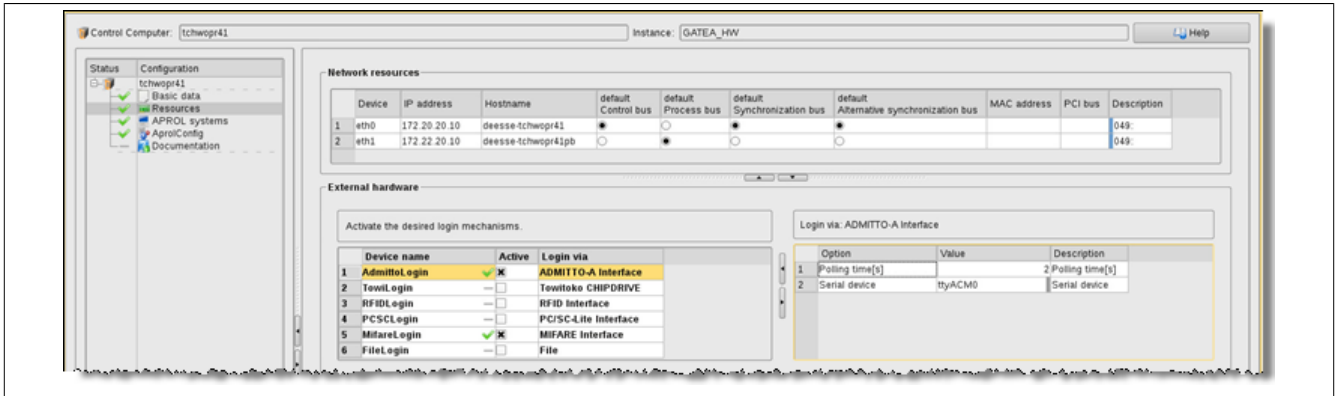 Control Computer: tchwopr41 Instance: GATEA_HW Help
Status Configuration
tchwopr41
Basic data
Resources
APROL systems
AprolConfig
Documentation
Network resources
Device IP address Hostname default Control bus default Process bus default Synchronization bus default Alternative synchronization bus MAC address PCI bus Description
1 eth0 172.20.20.10 deesse-tchwopr41 049:
2 eth1 172.22.20.10 deesse-tchwopr41pb 049:
External hardware
Activate the desired login mechanisms.
Device name Active Login via
1 AdmittoLogin ADMITTO-A Interface
2 TowiLogin Towitoko CHIPDRIVE
3 RFIDLogin RFID Interface
4 PCSCLogin PC/SC-Lite Interface
5 MifareLogin MIFARE Interface
6 FileLogin File
Login via: ADMITTO-A Interface
Option Value Description
1 Polling time[s] 2 Polling time[s]
2 Serial device ttyACM0 Serial device